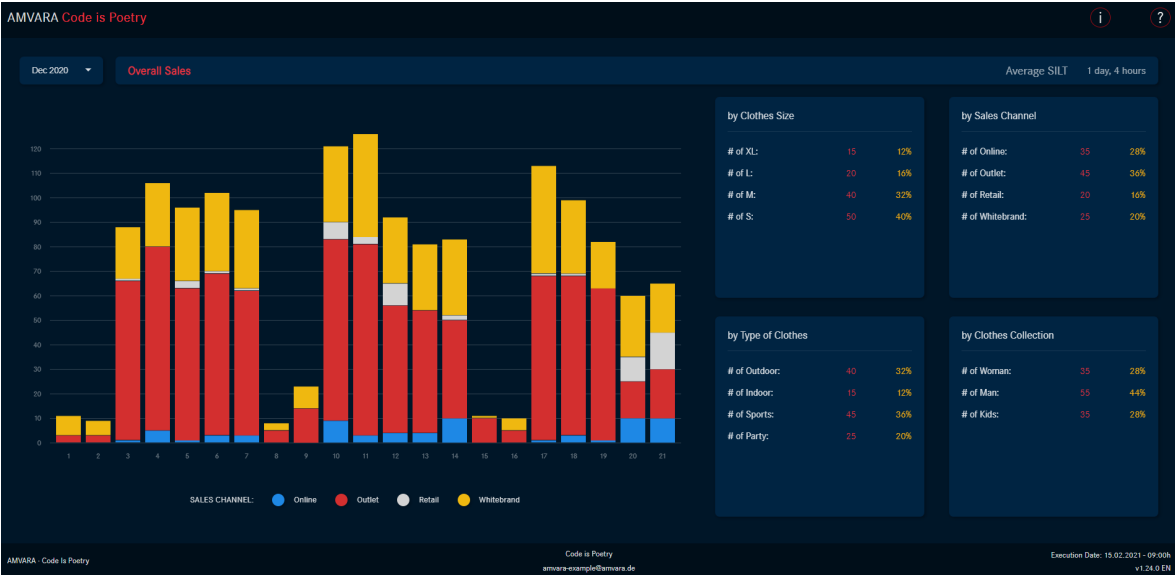 AMVARA Code is Poetry
i
?
Dec 2020
Overall Sales
Average SILT 1 day, 4 hours
120
110
100
90
80
70
60
50
40
30
20
10
0
1 2 3 4 5 6 7 8 9 10 11 12 13 14 15 16 17 18 19 20 21
SALES CHANNEL: Online Outlet Retail Whitebrand
by Clothes Size
# of XL: 15 12%
# of L: 20 16%
# of M: 40 32%
# of S: 50 40%
by Sales Channel
# of Online: 35 28%
# of Outlet: 45 36%
# of Retail: 20 16%
# of Whitebrand: 25 20%
by Type of Clothes
# of Outdoor: 40 32%
# of Indoor: 15 12%
# of Sports: 45 36%
# of Party: 25 20%
by Clothes Collection
# of Woman: 35 28%
# of Man: 55 44%
# of Kids: 35 28%
AMVARA - Code Is Poetry
Code is Poetry
amvara-example@amvara.de
Execution Date: 15.02.2021 - 09:00h
v1.24.0 EN